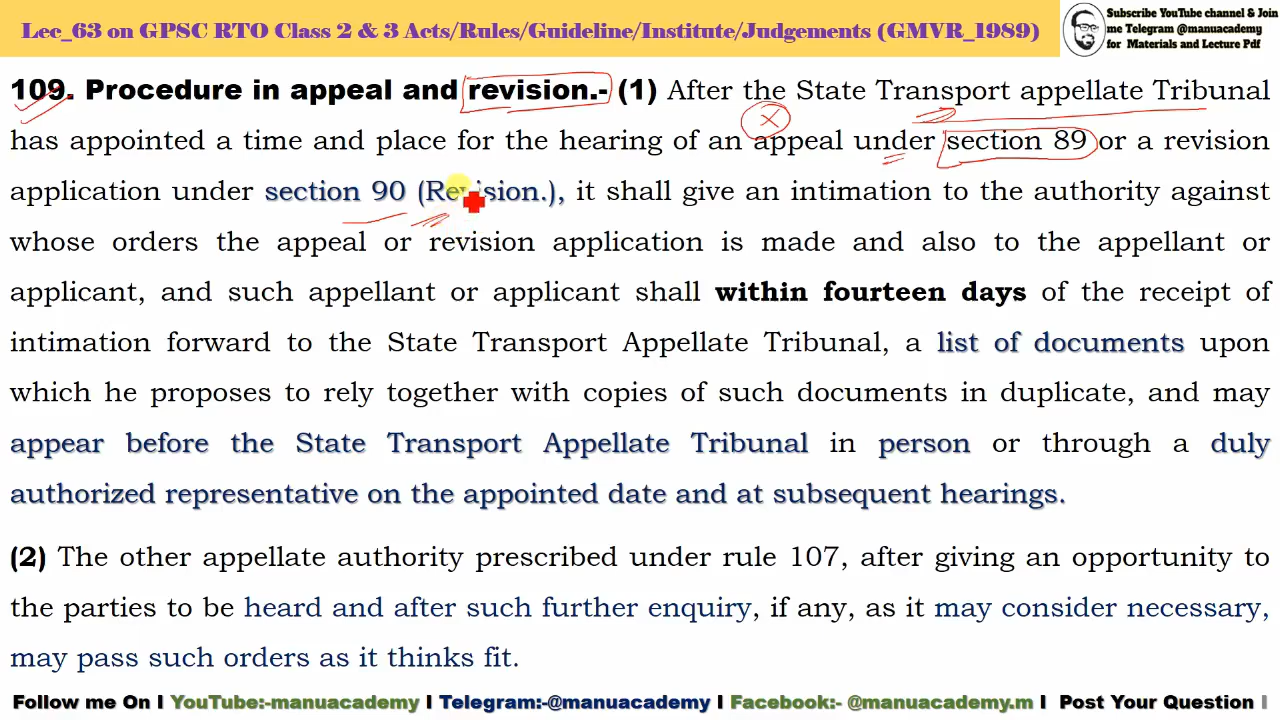 Lec_63 on GPSC RTO Class 2 & 3 Acts/Rules/Guideline/Institute/Judgements (GMVR_1989)
Subscribe YouTube channel & Join
me Telegram @manuacademy
for Materials and Lecture Pdf
109. Procedure in appeal and revision.- (1) After the State Transport appellate Tribunal
has appointed a time and place for the hearing of an appeal under section 89 or a revision
application under section 90 (Revision.), it shall give an intimation to the authority against
whose orders the appeal or revision application is made and also to the appellant or
applicant, and such appellant or applicant shall within fourteen days of the receipt of
intimation forward to the State Transport Appellate Tribunal, a list of documents upon
which he proposes to rely together with copies of such documents in duplicate, and may
appear before the State Transport Appellate Tribunal in person or through a duly
authorized representative on the appointed date and at subsequent hearings.
(2) The other appellate authority prescribed under rule 107, after giving an opportunity to
the parties to be heard and after such further enquiry, if any, as it may consider necessary,
may pass such orders as it thinks fit.
Follow me On I YouTube:-manuacademy I Telegram:-@manuacademy I Facebook:- @manuacademy.m I Post Your Question I